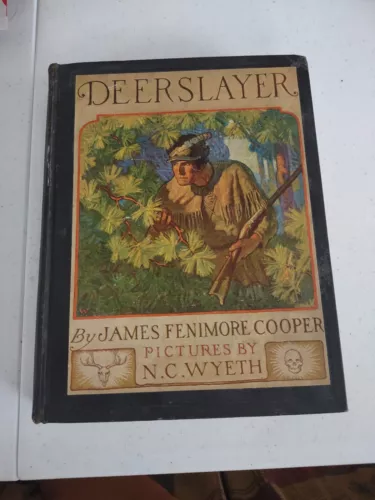 DEERSLAYER
By JAMES FENIMORE COOPER
PICTURES BY
N.C. WYETH